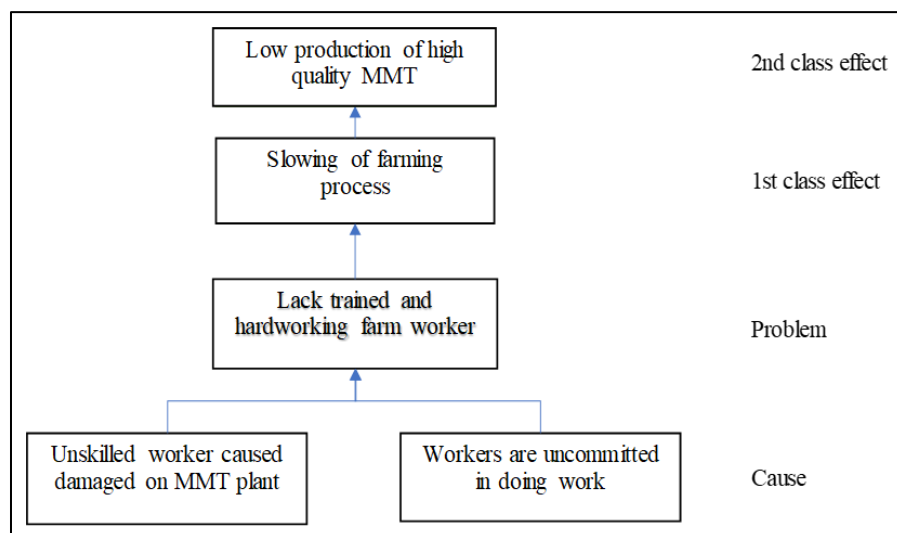 Low production of high
quality MMT
2nd class effect
Slowing of farming
process
1st class effect
Lack trained and
hardworking farm worker
Problem
Unskilled worker caused
damaged on MMT plant
Workers are uncommitted
in doing work
Cause